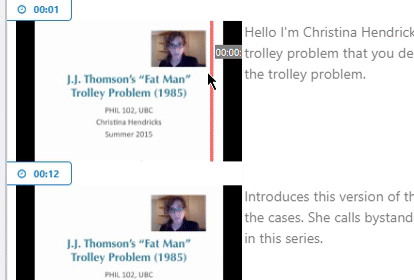 00:01
Hello I'm Christina Hendrick
trolley problem that you de
the trolley problem.
00:00:
J.J. Thomson's "Fat Man"
Trolley Problem (1985)
PHIL 102, UBC
Christina Hendricks
Summer 2015
00:12
Introduces this version of th
the cases. She calls bystand
in this series.
J.J. Thomson's "Fat Man"
Trolley Problem (1985)
PHIL 102, UBC